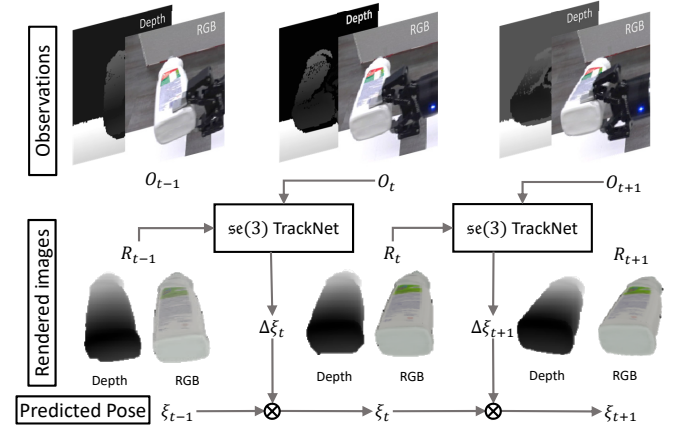 Observations
Depth
RGB
Depth
RGB
Depth
RGB
O_{t-1}
O_t
O_{t+1}
𝔰𝔢(3) TrackNet
𝔰𝔢(3) TrackNet
Rendered images
R_{t-1}
R_t
R_{t+1}
Δξ_t
Δξ_{t+1}
Depth
RGB
Depth
RGB
Depth
RGB
Predicted Pose
ξ_{t-1}
ξ_t
ξ_{t+1}